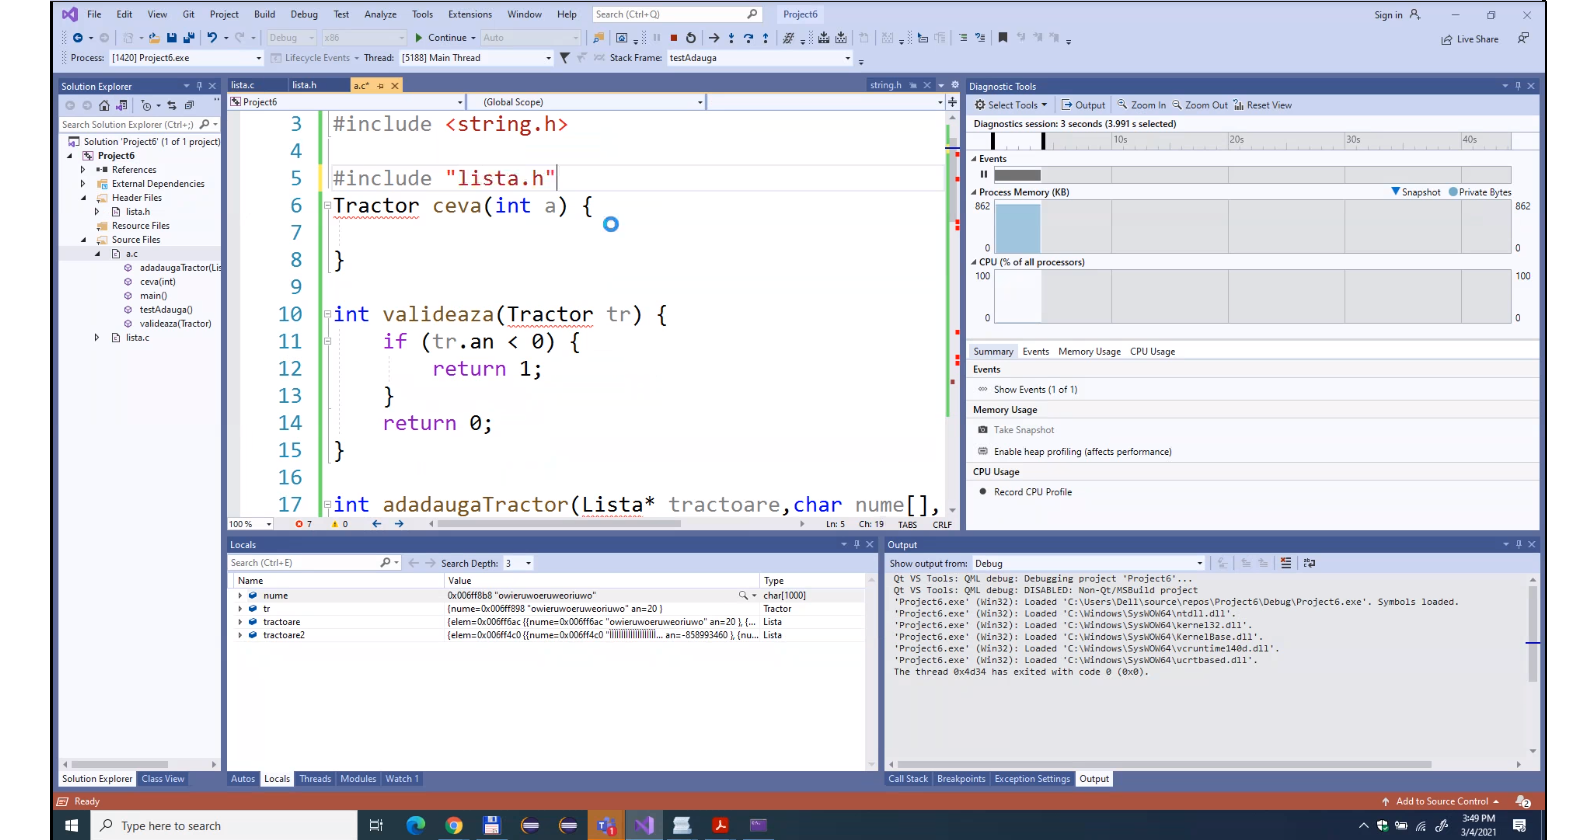 File Edit View Git Project Build Debug Test Analyze Tools Extensions Window Help Search (Ctrl+Q) Project6 Sign in
Debug x86 Continue Auto Live Share
Process: [1420] Project6.exe Lifecycle Events Thread: [5188] Main Thread Stack Frame: testAdauga
Solution Explorer
Search Solution Explorer (Ctrl+;)
Solution 'Project6' (1 of 1 project)
Project6
References
External Dependencies
Header Files
lista.h
Resource Files
Source Files
a.c
adadaugaTractor(Lis
ceva(int)
main()
testAdauga()
valideaza(Tractor)
lista.c
Solution Explorer Class View
lista.c lista.h a.c* string.h
Project6 (Global Scope)
3 #include <string.h>
4
5 #include "lista.h"
6 Tractor ceva(int a) {
7
8 }
9
10 int valideaza(Tractor tr) {
11 if (tr.an < 0) {
12 return 1;
13 }
14 return 0;
15 }
16
17 int adadaugaTractor(Lista* tractoare,char nume[],
100 % 7 0 Ln: 5 Ch: 19 TABS CRLF
Diagnostic Tools
Select Tools Output Zoom In Zoom Out Reset View
Diagnostics session: 3 seconds (3.991 s selected)
10s 20s 30s 40s
Events
Process Memory (KB) Snapshot Private Bytes
862 862
0 0
CPU (% of all processors)
100 100
0 0
Summary Events Memory Usage CPU Usage
Events
Show Events (1 of 1)
Memory Usage
Take Snapshot
Enable heap profiling (affects performance)
CPU Usage
Record CPU Profile
Locals
Search (Ctrl+E) Search Depth: 3
Name Value Type
nume 0x006ff8b8 "owieruwoeruweoriuwo" char[1000]
tr {nume=0x006ff898 "owieruwoeruweoriuwo" an=20 } Tractor
tractoare {elem=0x006ff6ac {{nume=0x006ff6ac "owieruwoeruweoriuwo" an=20 }, {... Lista
tractoare2 {elem=0x006ff4c0 {{nume=0x006ff4c0 ... an=-858993460 }, {nu... Lista
Autos Locals Threads Modules Watch 1
Output
Show output from: Debug
Qt VS Tools: QML debug: Debugging project 'Project6'...
Qt VS Tools: QML debug: DISABLED: Non-Qt/MSBuild project
'Project6.exe' (Win32): Loaded 'C:\Users\Dell\source\repos\Project6\Debug\Project6.exe'. Symbols loaded.
'Project6.exe' (Win32): Loaded 'C:\Windows\SysWOW64\ntdll.dll'.
'Project6.exe' (Win32): Loaded 'C:\Windows\SysWOW64\kernel32.dll'.
'Project6.exe' (Win32): Loaded 'C:\Windows\SysWOW64\KernelBase.dll'.
'Project6.exe' (Win32): Loaded 'C:\Windows\SysWOW64\vcruntime140d.dll'.
'Project6.exe' (Win32): Loaded 'C:\Windows\SysWOW64\ucrtbased.dll'.
The thread 0x4d34 has exited with code 0 (0x0).
Call Stack Breakpoints Exception Settings Output
Ready Add to Source Control 2
Type here to search
3:49 PM
3/4/2021